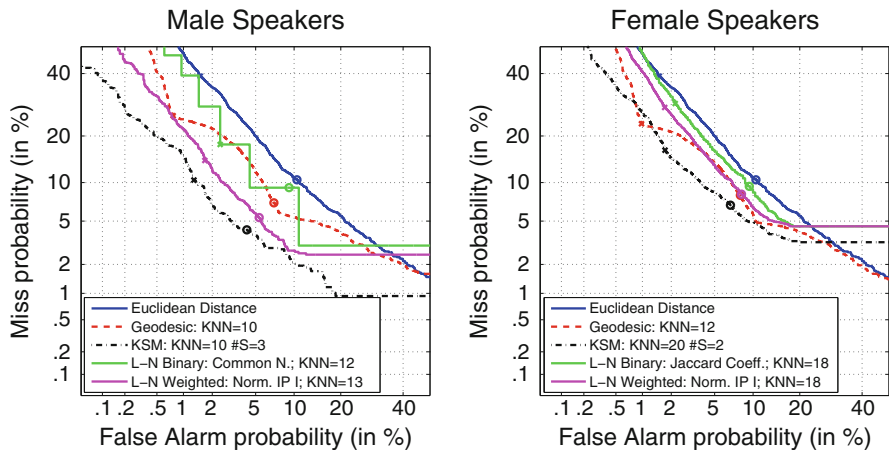 Male Speakers
Miss probability (in %)
40
20
10
5
2
1
.5
.2
.1
Euclidean Distance
Geodesic: KNN=10
KSM: KNN=10 #S=3
L-N Binary: Common N.; KNN=12
L-N Weighted: Norm. IP I; KNN=13
.1 .2 .5 1 2 5 10 20 40
False Alarm probability (in %)
Female Speakers
Miss probability (in %)
40
20
10
5
2
1
.5
.2
.1
Euclidean Distance
Geodesic: KNN=12
KSM: KNN=20 #S=2
L-N Binary: Jaccard Coeff.; KNN=18
L-N Weighted: Norm. IP I; KNN=18
.1 .2 .5 1 2 5 10 20 40
False Alarm probability (in %)